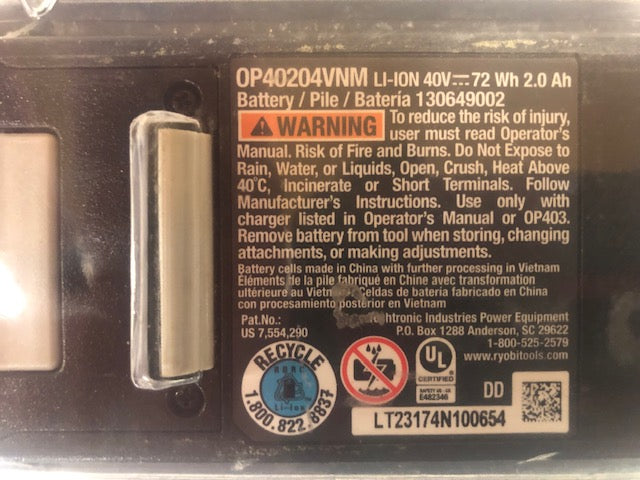 OP40204VNM LI-ION 40V⎓72 Wh 2.0 Ah
Battery / Pile / Batería 130649002
WARNING To reduce the risk of injury,
user must read Operator's
Manual. Risk of Fire and Burns. Do Not Expose to
Rain, Water, or Liquids, Open, Crush, Heat Above
40°C, Incinerate or Short Terminals. Follow
Manufacturer's Instructions. Use only with
charger listed in Operator's Manual or OP403.
Remove battery from tool when storing, changing
attachments, or making adjustments.
Battery cells made in China with further processing in Vietnam
Éléments de la pile fabriqué en Chine avec transformation
ultérieure au Vietnam Celdas de batería fabricado en China
con procesamiento posterior en Vietnam
Pat.No.:
US 7,554,290
htronic Industries Power Equipment
P.O. Box 1288 Anderson, SC 29622
1-800-525-2579
www.ryobitools.com
RECYCLE
RBRC
Li-Ion
1.800.822.8837
UL
CERTIFIED
SAFETY US - CE
E482346
DD
LT23174N100654